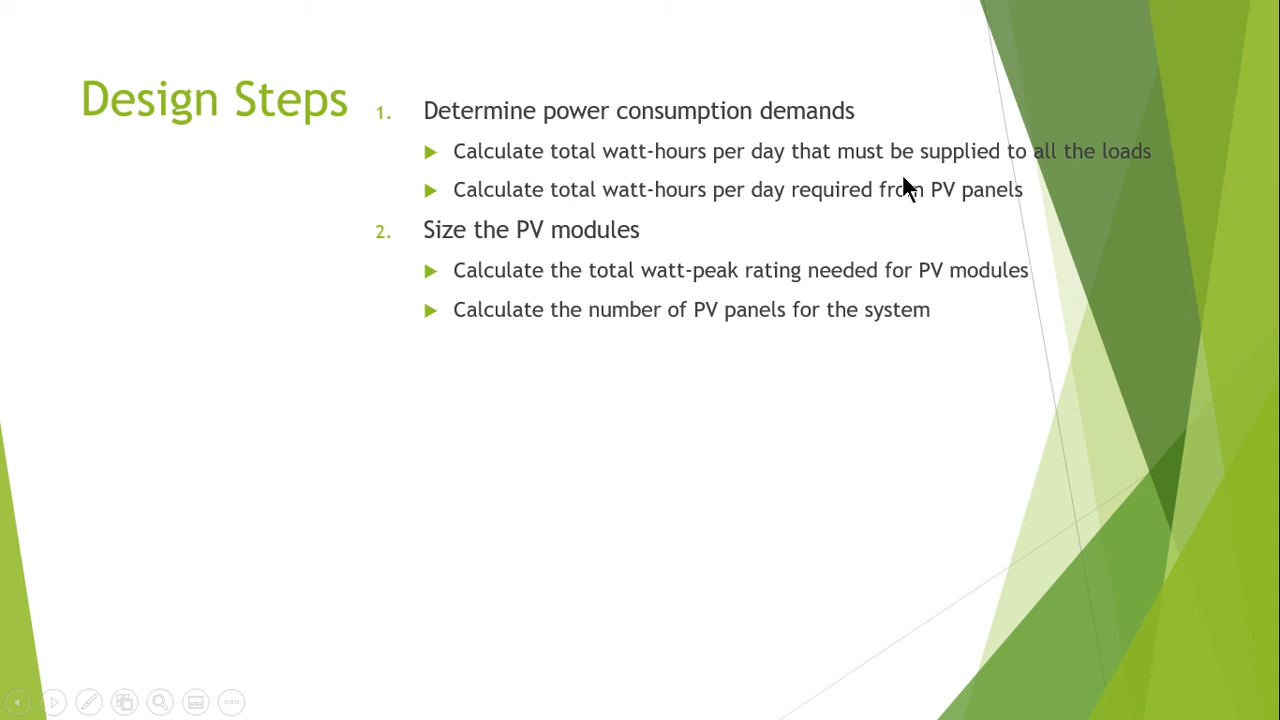 Design Steps
1. Determine power consumption demands
Calculate total watt-hours per day that must be supplied to all the loads
Calculate total watt-hours per day required from PV panels
2. Size the PV modules
Calculate the total watt-peak rating needed for PV modules
Calculate the number of PV panels for the system